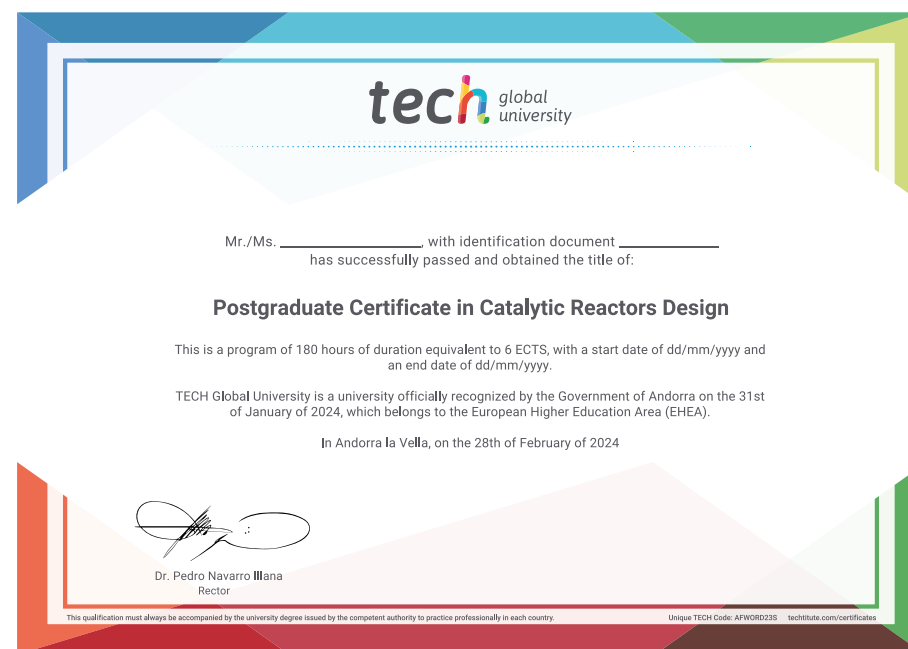 tech global university
Mr./Ms. ____________________, with identification document ______________
has successfully passed and obtained the title of:
Postgraduate Certificate in Catalytic Reactors Design
This is a program of 180 hours of duration equivalent to 6 ECTS, with a start date of dd/mm/yyyy and
an end date of dd/mm/yyyy.
TECH Global University is a university officially recognized by the Government of Andorra on the 31st
of January of 2024, which belongs to the European Higher Education Area (EHEA).
In Andorra la Vella, on the 28th of February of 2024
Dr. Pedro Navarro Illana
Rector
This qualification must always be accompanied by the university degree issued by the competent authority to practice professionally in each country. Unique TECH Code: AFWORD23S techtitute.com/certificates